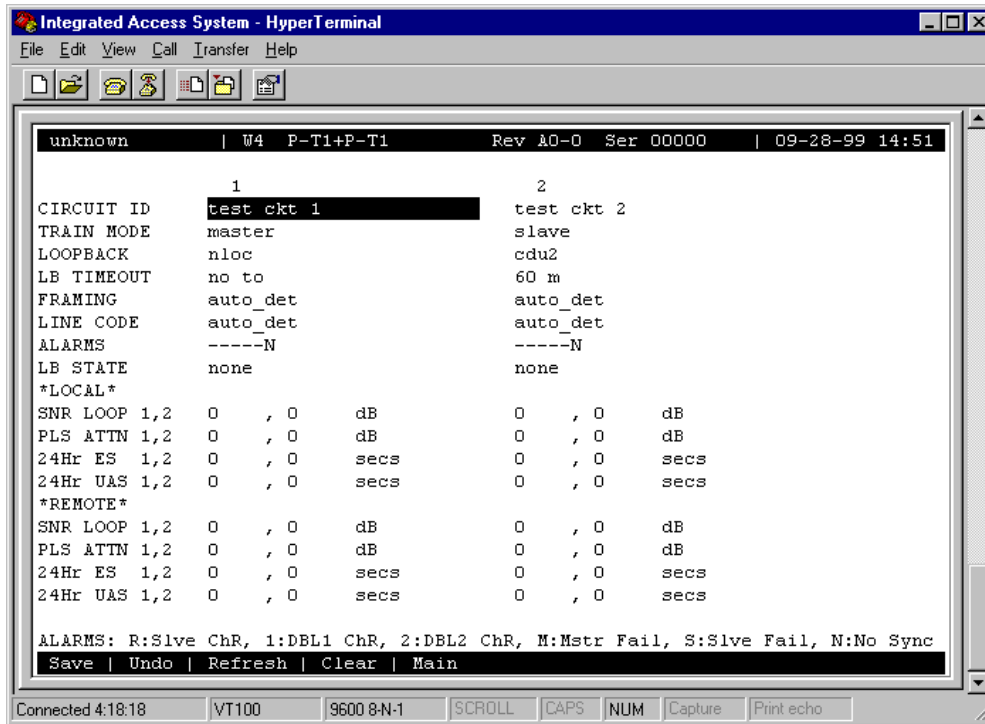 Integrated Access System - HyperTerminal
File Edit View Call Transfer Help
unknown | W4 P-T1+P-T1 Rev A0-0 Ser 00000 | 09-28-99 14:51
1 2
CIRCUIT ID test ckt 1 test ckt 2
TRAIN MODE master slave
LOOPBACK nloc cdu2
LB TIMEOUT no to 60 m
FRAMING auto_det auto_det
LINE CODE auto_det auto_det
ALARMS -----N -----N
LB STATE none none
*LOCAL*
SNR LOOP 1,2 0 , 0 dB 0 , 0 dB
PLS ATTN 1,2 0 , 0 dB 0 , 0 dB
24Hr ES 1,2 0 , 0 secs 0 , 0 secs
24Hr UAS 1,2 0 , 0 secs 0 , 0 secs
*REMOTE*
SNR LOOP 1,2 0 , 0 dB 0 , 0 dB
PLS ATTN 1,2 0 , 0 dB 0 , 0 dB
24Hr ES 1,2 0 , 0 secs 0 , 0 secs
24Hr UAS 1,2 0 , 0 secs 0 , 0 secs
ALARMS: R:Slve ChR, 1:DBL1 ChR, 2:DBL2 ChR, M:Mstr Fail, S:Slve Fail, N:No Sync
Save | Undo | Refresh | Clear | Main
Connected 4:18:18 VT100 9600 8-N-1 SCROLL CAPS NUM Capture Print echo